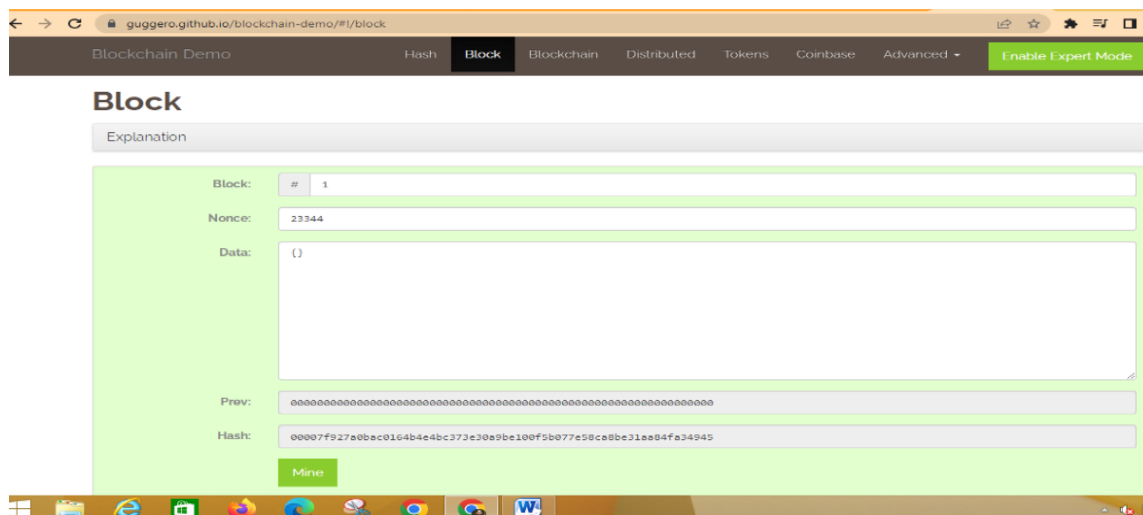 guggero.github.io/blockchain-demo/#!/block
Blockchain Demo Hash Block Blockchain Distributed Tokens Coinbase Advanced Enable Expert Mode
Block
Explanation
Block: # 1
Nonce: 23344
Data: {}
Prev: 0000000000000000000000000000000000000000000000000000000000000000
Hash: 00007f927a0bac0164b4e4bc373e30a9be100f5b077e58ca8be31aa84fa34945
Mine